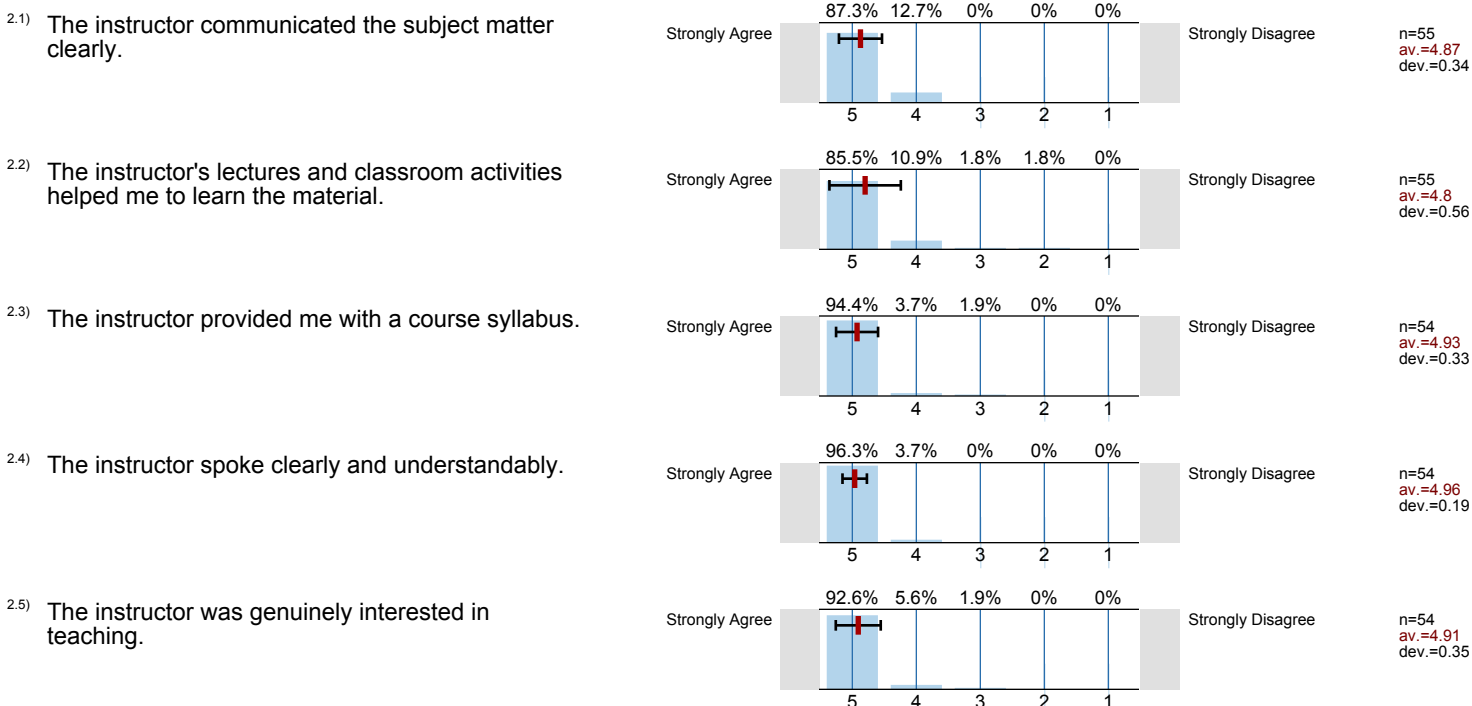 87.3% 12.7% 0% 0% 0%
2.1) The instructor communicated the subject matter
clearly.
Strongly Agree
Strongly Disagree
n=55
av.=4.87
dev.=0.34
5 4 3 2 1
85.5% 10.9% 1.8% 1.8% 0%
2.2) The instructor's lectures and classroom activities
helped me to learn the material.
Strongly Agree
Strongly Disagree
n=55
av.=4.8
dev.=0.56
5 4 3 2 1
94.4% 3.7% 1.9% 0% 0%
2.3) The instructor provided me with a course syllabus.
Strongly Agree
Strongly Disagree
n=54
av.=4.93
dev.=0.33
5 4 3 2 1
96.3% 3.7% 0% 0% 0%
2.4) The instructor spoke clearly and understandably.
Strongly Agree
Strongly Disagree
n=54
av.=4.96
dev.=0.19
5 4 3 2 1
92.6% 5.6% 1.9% 0% 0%
2.5) The instructor was genuinely interested in
teaching.
Strongly Agree
Strongly Disagree
n=54
av.=4.91
dev.=0.35
5 4 3 2 1